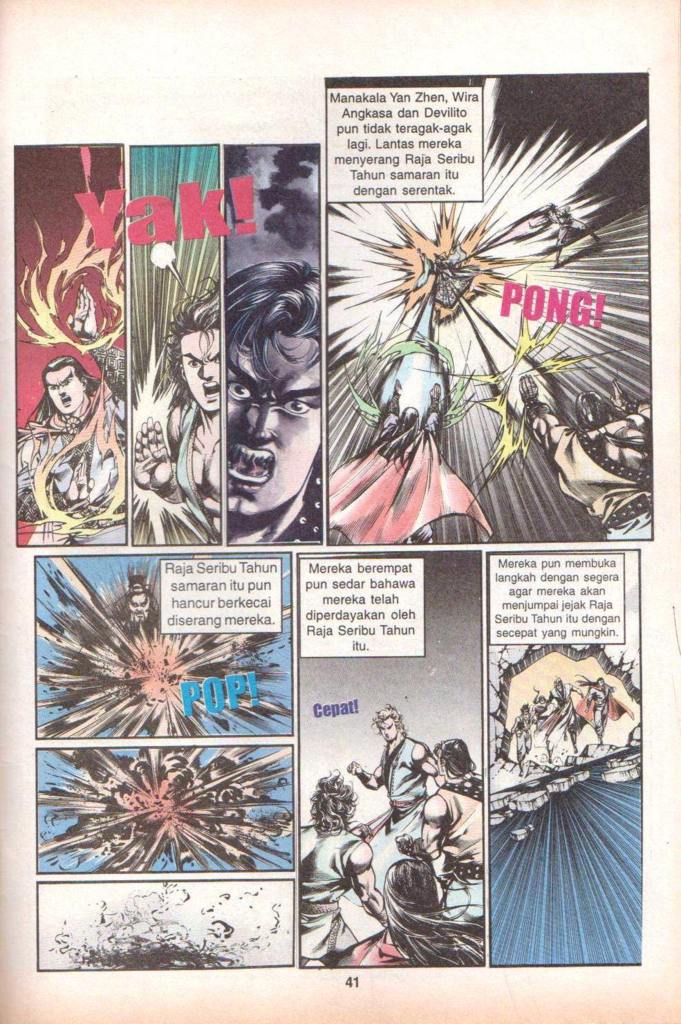 Yak!
Manakala Yan Zhen, Wira
Angkasa dan Devilito
pun tidak teragak-agak
lagi. Lantas mereka
menyerang Raja Seribu
Tahun samaran itu
dengan serentak.
PONG!
Raja Seribu Tahun
samaran itu pun
hancur berkecai
diserang mereka.
POP!
Mereka berempat
pun sedar bahawa
mereka telah
diperdayakan oleh
Raja Seribu Tahun
itu.
Cepat!
Mereka pun membuka
langkah dengan segera
agar mereka akan
menjumpai jejak Raja
Seribu Tahun itu dengan
secepat yang mungkin.
41